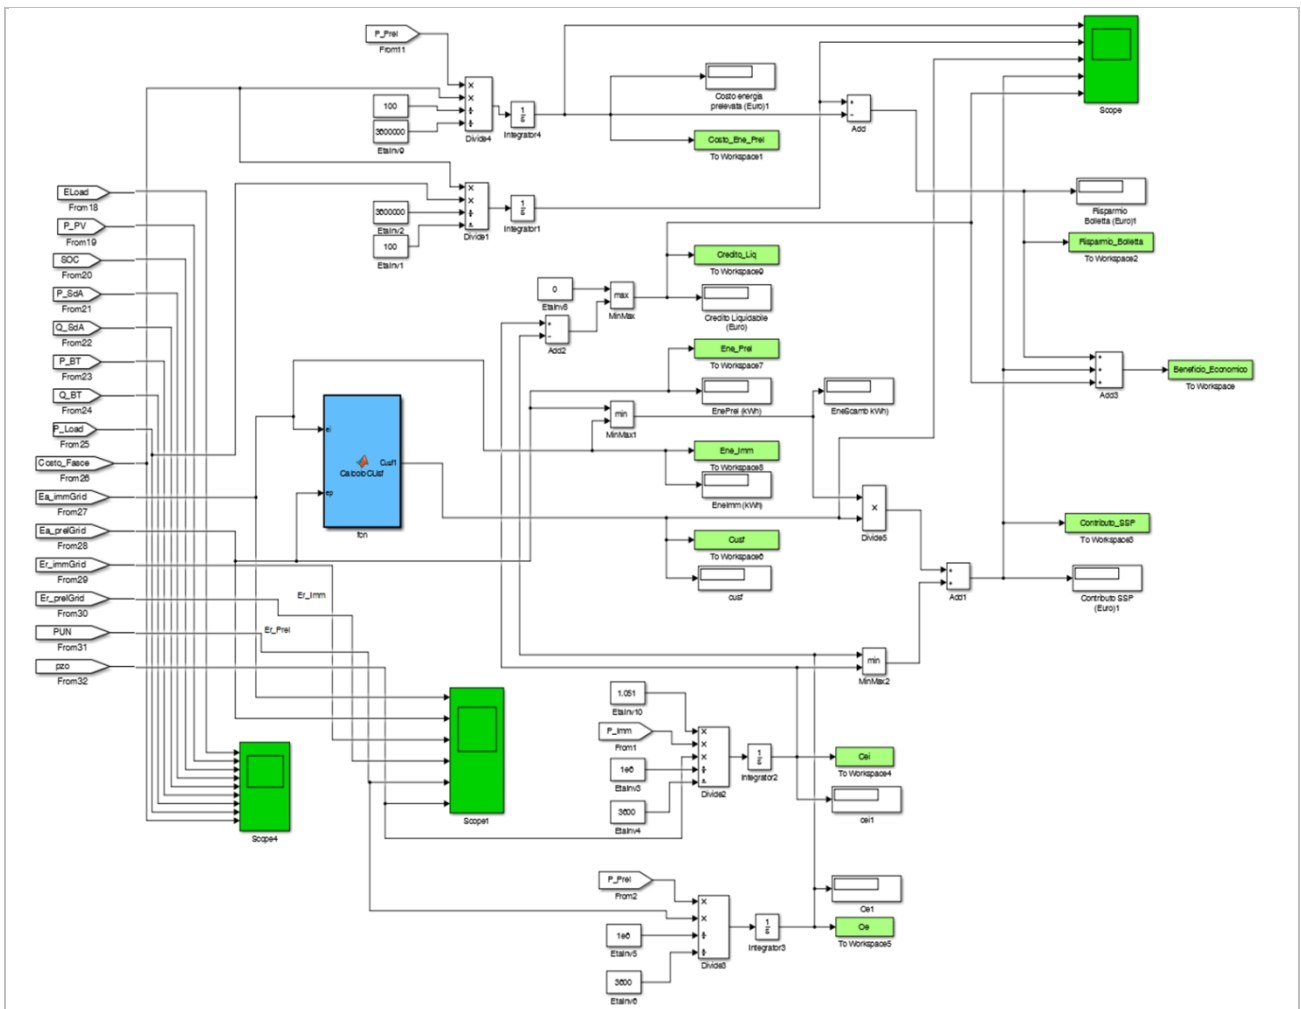 P_Prel
From11
100
3600000
EtaInv9
×
×
÷
÷
Divide4
1
s
Integrator4
Costo energia
prelevata (Euro)1
Costo_Ene_Prel
To Workspace1
+
−
Add
Scope
3600000
EtaInv2
100
EtaInv1
×
×
÷
÷
Divide1
1
s
Integrator1
Risparmio
Bolletta (Euro)1
Risparmio_Bolletta
To Workspace2
ELoad
From18
P_PV
From19
SOC
From20
P_SdA
From21
Q_SdA
From22
P_BT
From23
Q_BT
From24
P_Load
From25
Costo_Fasce
From26
Ea_immGrid
From27
Ea_prelGrid
From28
Er_immGrid
From29
Er_prelGrid
From30
PUN
From31
pzo
From32
Credito_Liq
To Workspace9
Credito Liquidabile
(Euro)
0
max
MinMax
+
−
Add2
Ene_Prel
To Workspace7
EnePrel (kWh)
min
MinMax1
EneScamb kWh)
+
+
+
Add3
Beneficio_Economico
To Workspace
ei
ep
Cusf1
CalcoloCUsf
fcn
Ene_Imm
To Workspace8
EneImm (kWh)
Cusf
To Workspace6
cusf
×
Divide5
Contributo_SSP
To Workspace3
Contributo SSP
(Euro)1
+
+
Add1
Er_Imm
Er_Prel
min
MinMax2
Scope1
Scope4
1.051
EtaInv10
P_Imm
From1
1e6
EtaInv3
3600
EtaInv4
×
×
×
÷
÷
Divide2
1
s
Integrator2
Cei
To Workspace4
cei1
P_Prel
From2
1e6
EtaInv5
3600
EtaInv6
×
×
÷
÷
Divide3
1
s
Integrator3
Ce1
Ce
To Workspace5